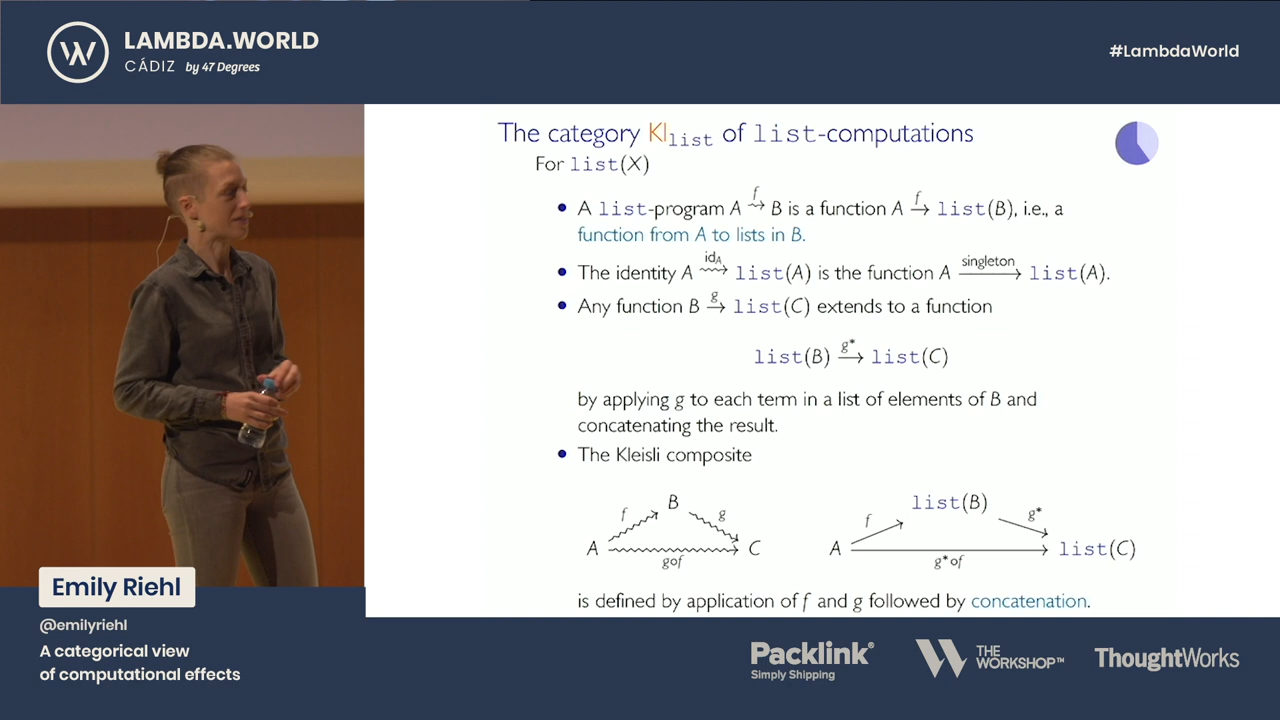 LAMBDA.WORLD
CÁDIZ by 47 Degrees
#LambdaWorld
The category Kl_list of list-computations
For list(X)
• A list-program A f⇝ B is a function A f→ list(B), i.e., a
function from A to lists in B.
• The identity A id_A⇝ list(A) is the function A singleton→ list(A).
• Any function B g→ list(C) extends to a function
list(B) g*→ list(C)
by applying g to each term in a list of elements of B and
concatenating the result.
• The Kleisli composite
B
f g
A C
g∘f
list(B)
f g*
A list(C)
g*∘f
is defined by application of f and g followed by concatenation.
Emily Riehl
@emilyriehl
A categorical view
of computational effects
Packlink®
Simply Shipping
W THE
WORKSHOP™
ThoughtWorks